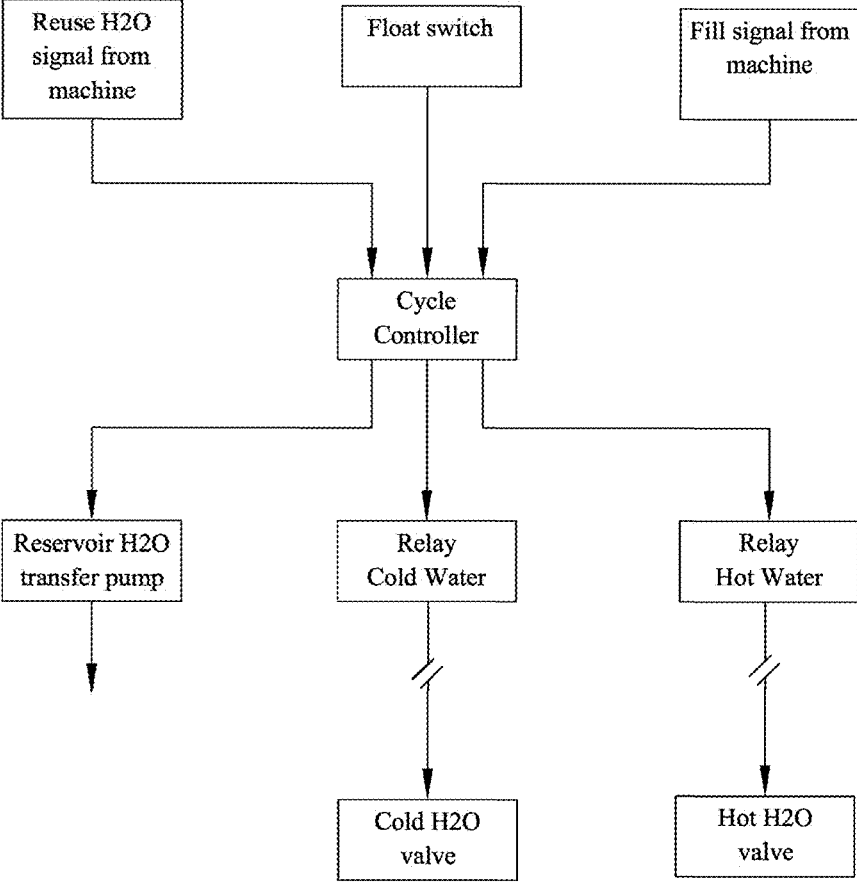 Reuse H2O
signal from
machine
Float switch
Fill signal from
machine
Cycle
Controller
Reservoir H2O
transfer pump
Relay
Cold Water
Relay
Hot Water
Cold H2O
valve
Hot H2O
valve